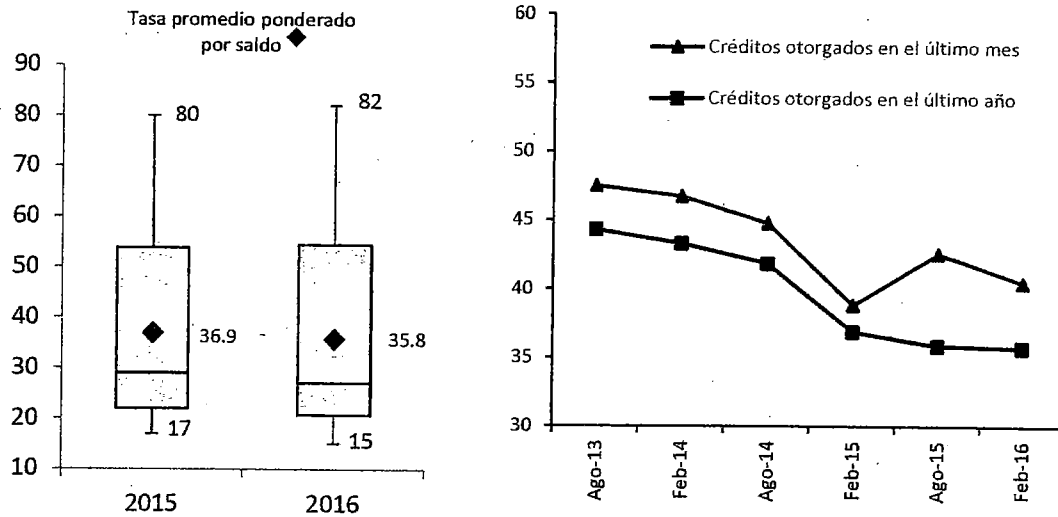 Tasa promedio ponderado
por saldo
90
80
70
60
50
40
30
20
10
80
82
36.9
35.8
17
15
2015
2016
60
55
50
45
40
35
30
Créditos otorgados en el último mes
Créditos otorgados en el último año
Ago-13
Feb-14
Ago-14
Feb-15
Ago-15
Feb-16